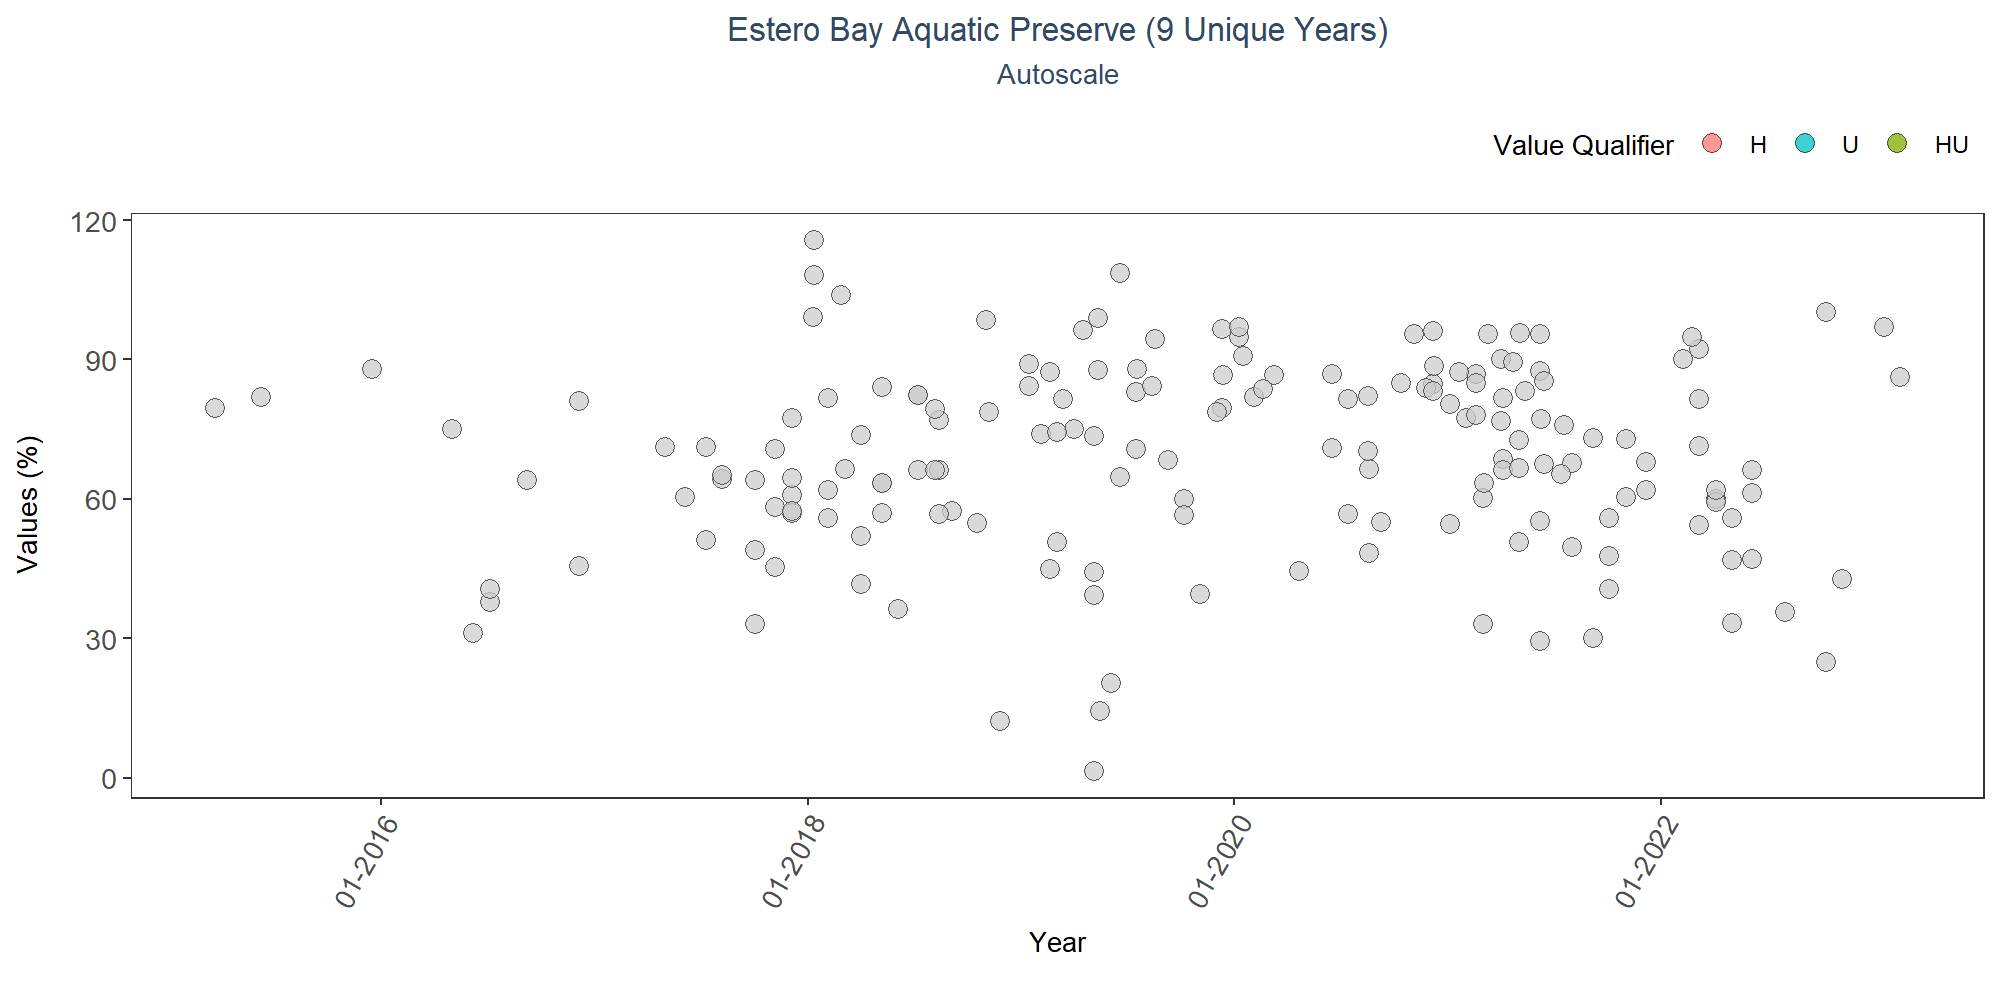 Estero Bay Aquatic Preserve (9 Unique Years)
Autoscale
Value Qualifier H U HU
Values (%)
120
90
60
30
0
01-2016 01-2018 01-2020 01-2022
Year